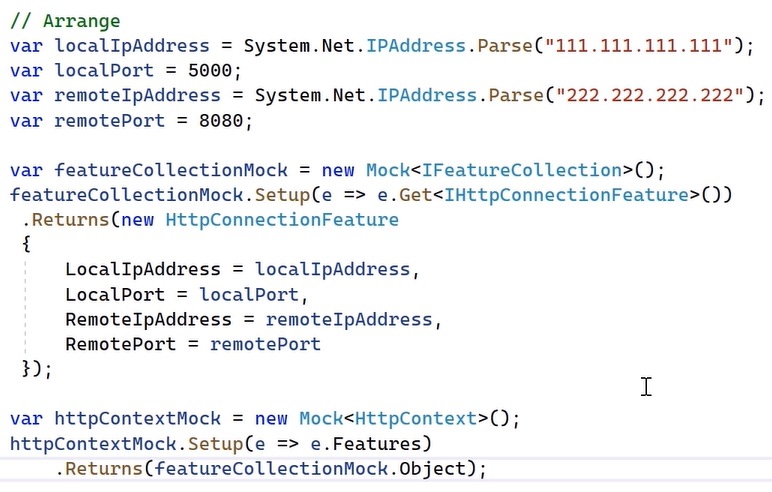 // Arrange
var localIpAddress = System.Net.IPAddress.Parse("111.111.111.111");
var localPort = 5000;
var remoteIpAddress = System.Net.IPAddress.Parse("222.222.222.222");
var remotePort = 8080;
var featureCollectionMock = new Mock<IFeatureCollection>();
featureCollectionMock.Setup(e => e.Get<IHttpConnectionFeature>())
.Returns(new HttpConnectionFeature
{
LocalIpAddress = localIpAddress,
LocalPort = localPort,
RemoteIpAddress = remoteIpAddress,
RemotePort = remotePort
});
var httpContextMock = new Mock<HttpContext>();
httpContextMock.Setup(e => e.Features)
.Returns(featureCollectionMock.Object);